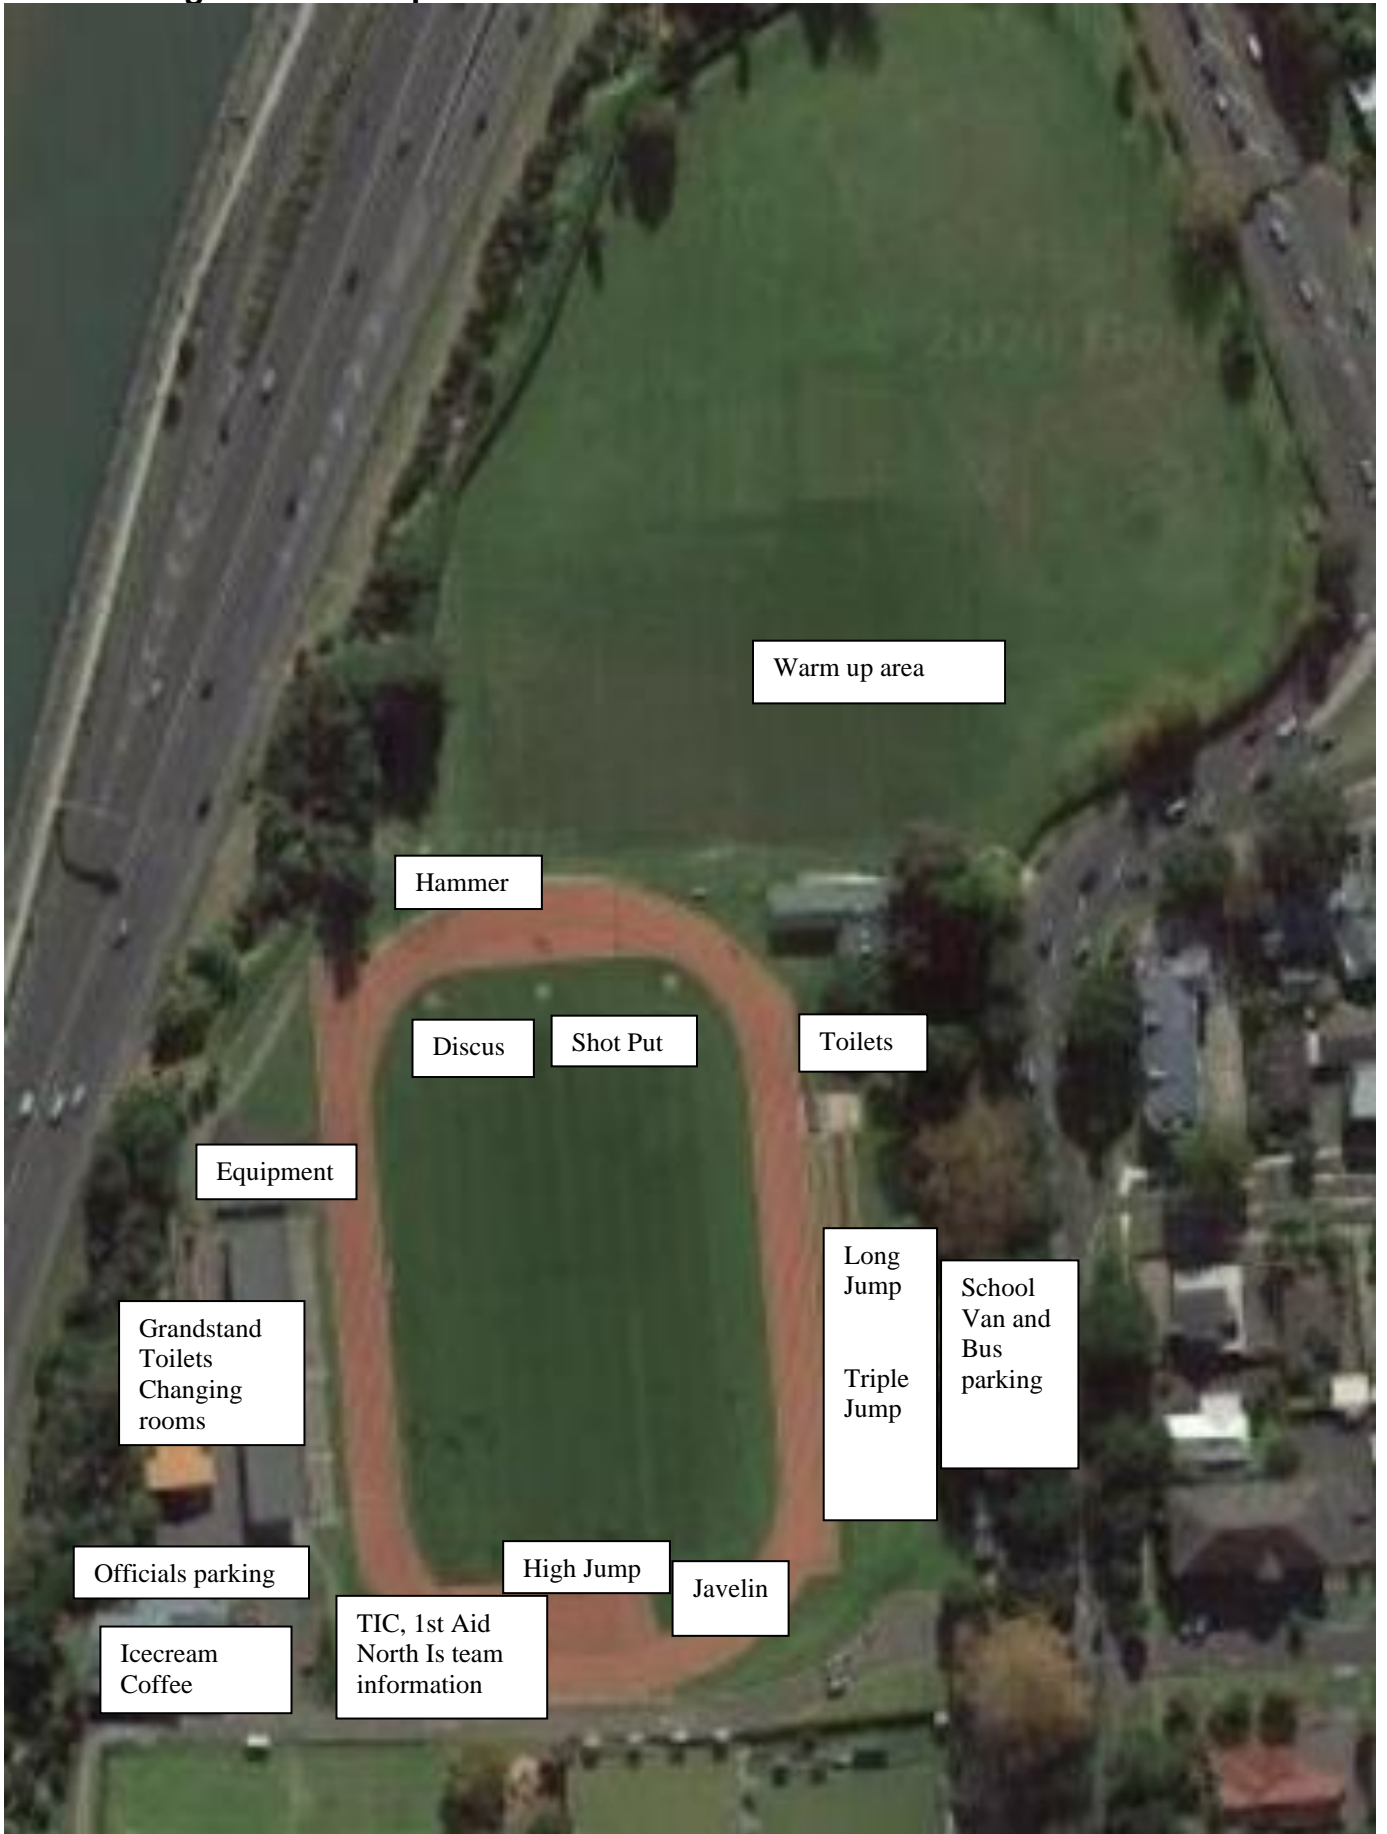 Warm up area
Hammer
Discus
Shot Put
Toilets
Equipment
Long
Jump
Triple
Jump
School
Van and
Bus
parking
Grandstand
Toilets
Changing
rooms
High Jump
Javelin
Officials parking
TIC, 1st Aid
North Is team
information
Icecream
Coffee